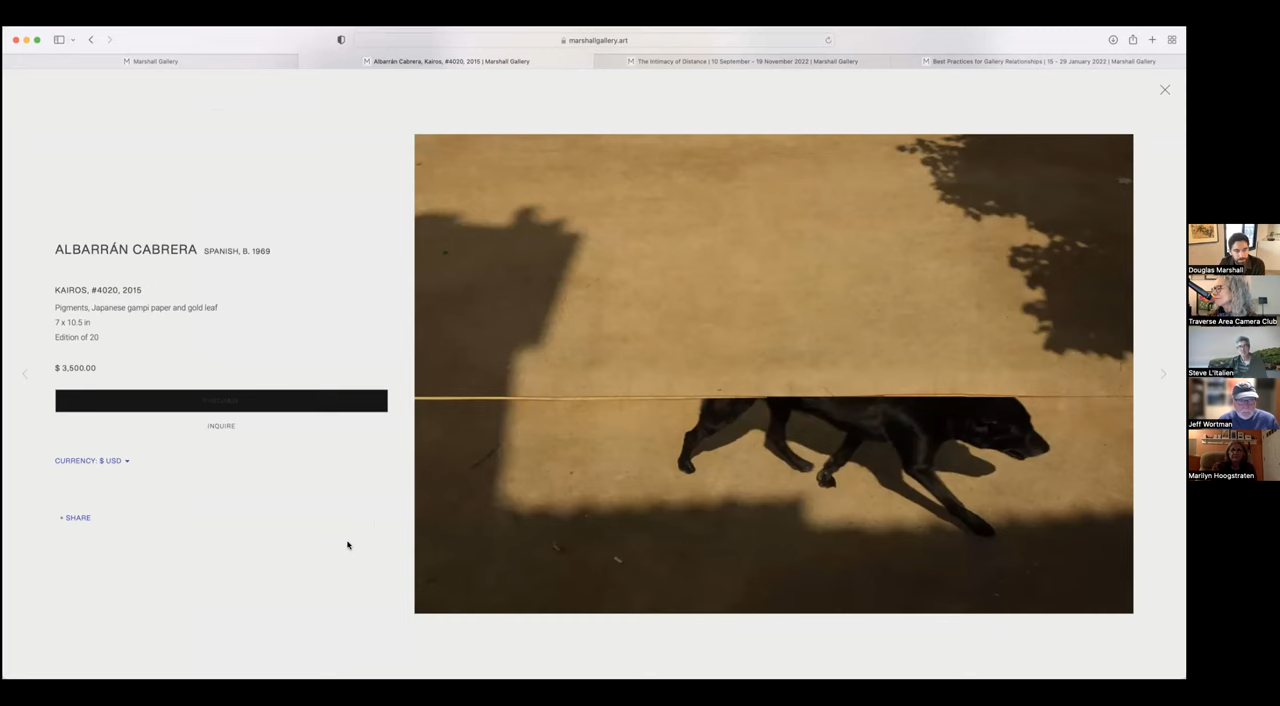 marshallgallery.art
M Marshall Gallery
M Albarrán Cabrera, Kairos, #4020, 2015 | Marshall Gallery
M The Intimacy of Distance | 10 September – 19 November 2022 | Marshall Gallery
M Best Practices for Gallery Relationships | 15 - 29 January 2022 | Marshall Gallery
ALBARRÁN CABRERA SPANISH, B. 1969
KAIROS, #4020, 2015
Pigments, Japanese gampi paper and gold leaf
7 x 10.5 in
Edition of 20
$ 3,500.00
INQUIRE
CURRENCY: $ USD
+ SHARE
Douglas Marshall
Traverse Area Camera Club
Steve L'Italien
Jeff Wortman
Marilyn Hoogstraten